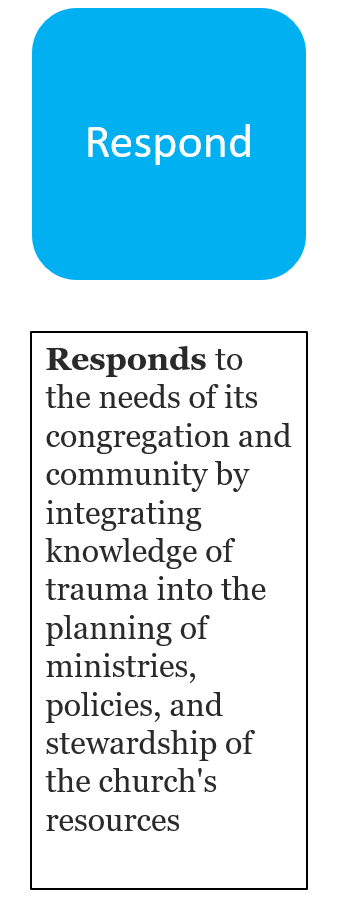 Respond
Responds to
the needs of its
congregation and
community by
integrating
knowledge of
trauma into the
planning of
ministries,
policies, and
stewardship of
the church's
resources